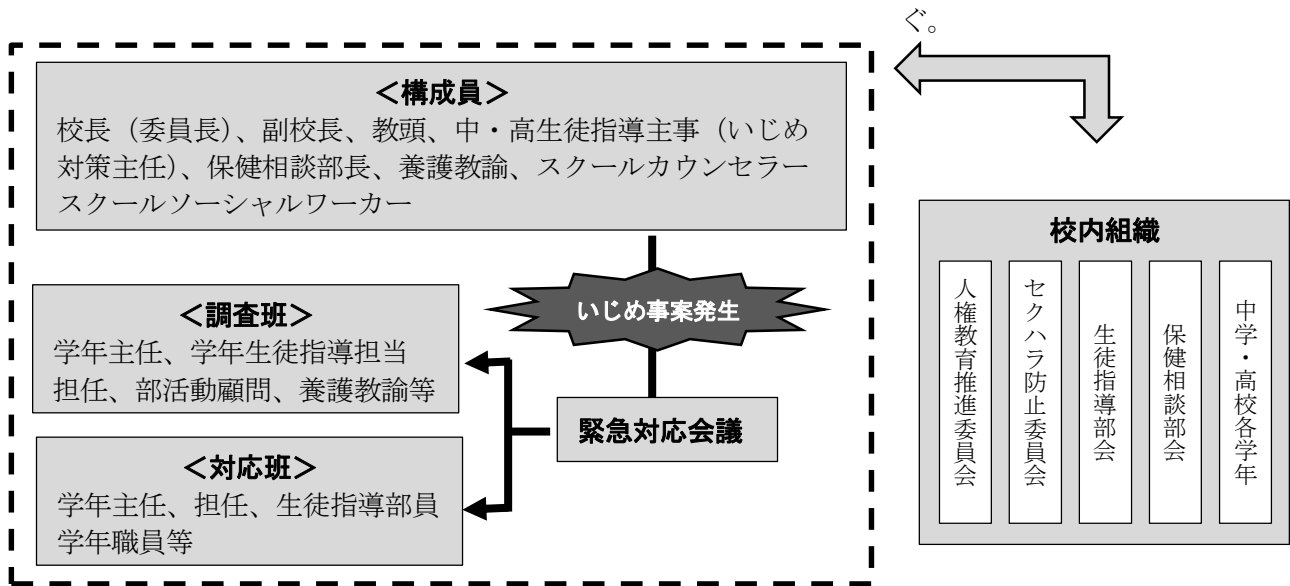 ぐ。
<構成員>
校長（委員長）、副校長、教頭、中・高生徒指導主事（いじめ
対策主任）、保健相談部長、養護教諭、スクールカウンセラー
スクールソーシャルワーカー
いじめ事案発生
<調査班>
学年主任、学年生徒指導担当
担任、部活動顧問、養護教諭等
緊急対応会議
<対応班>
学年主任、担任、生徒指導部員
学年職員等
校内組織
人権教育推進委員会
セクハラ防止委員会
生徒指導部会
保健相談部会
中学・高校各学年